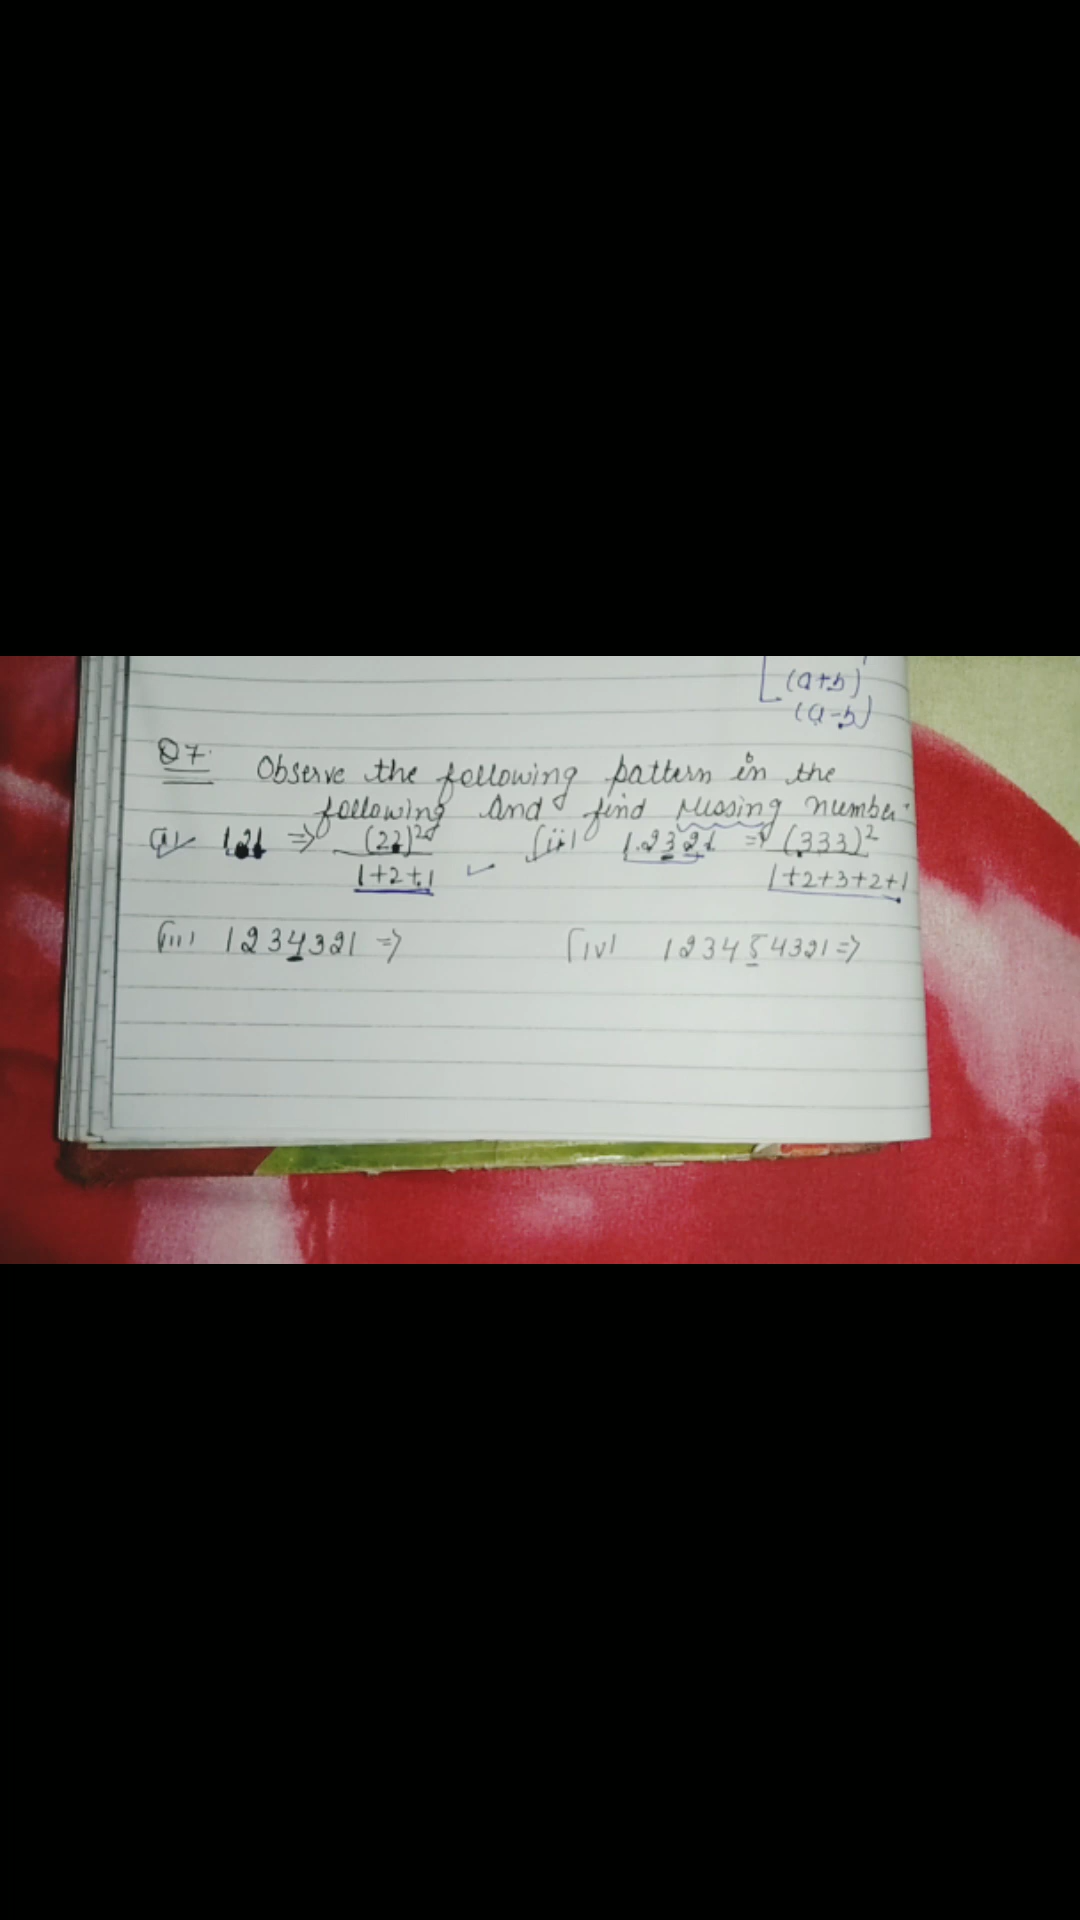 (a+b)
(a-b)
Q7. Observe the following pattern in the
following and find missing number.
(i) 121 ⇒ (22)² / 1+2+1 (ii) 12321 ⇒ (333)² / 1+2+3+2+1
(iii) 1234321 ⇒ (iv) 123454321 ⇒